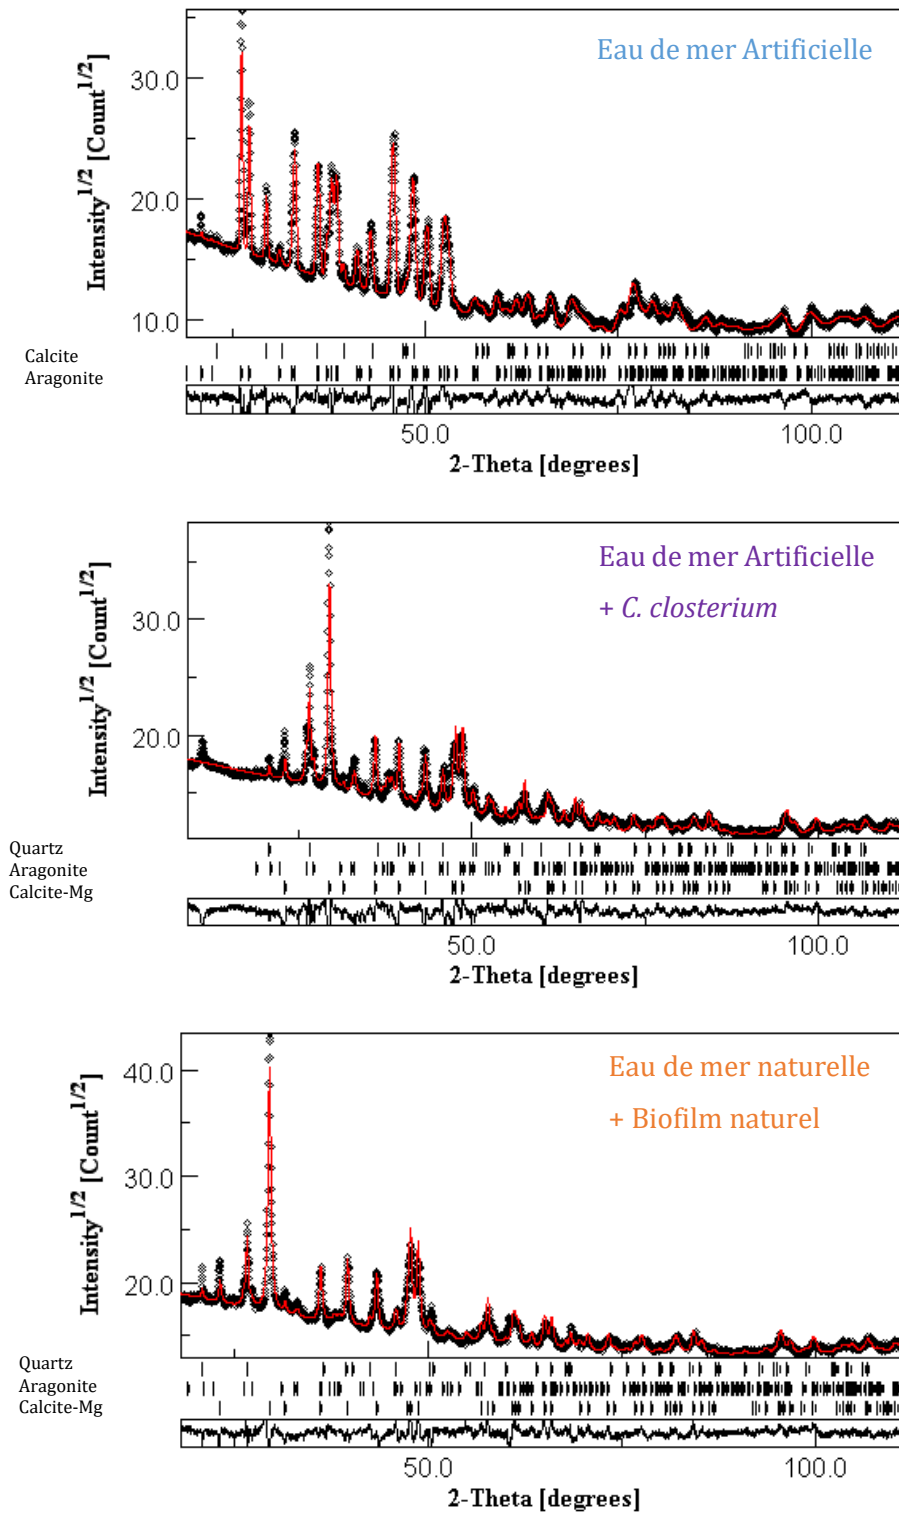 Eau de mer Artificielle
Intensity1/2 [Count1/2]
30.0
20.0
10.0
Calcite
Aragonite
50.0
100.0
2-Theta [degrees]
Eau de mer Artificielle
+ C. closterium
Intensity1/2 [Count1/2]
30.0
20.0
Quartz
Aragonite
Calcite-Mg
50.0
100.0
2-Theta [degrees]
Eau de mer naturelle
+ Biofilm naturel
Intensity1/2 [Count1/2]
40.0
30.0
20.0
Quartz
Aragonite
Calcite-Mg
50.0
100.0
2-Theta [degrees]